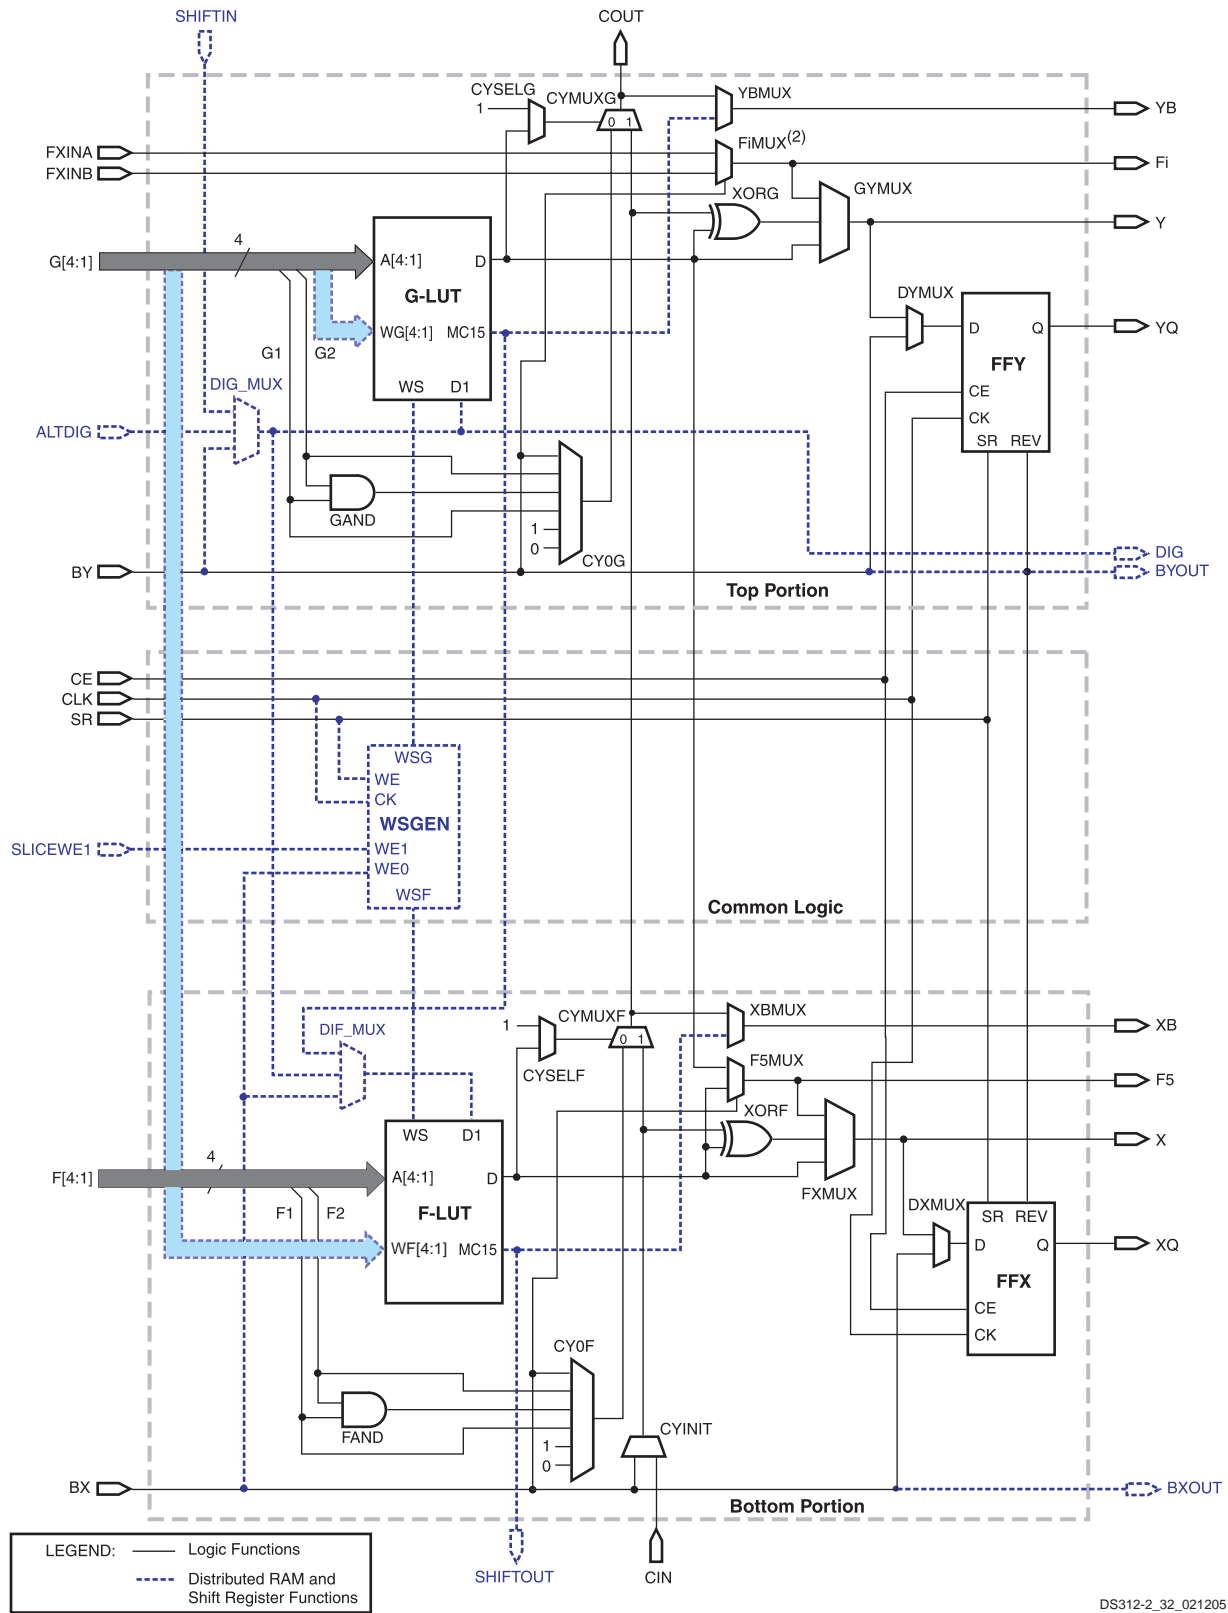 SHIFTIN
COUT
CYSELG
1
CYMUXG
0 1
YBMUX
YB
FXINA
FXINB
FiMUX(2)
Fi
XORG
GYMUX
Y
G[4:1]
4
A[4:1]
D
G-LUT
WG[4:1]
MC15
WS
D1
G1
G2
DYMUX
D
Q
YQ
FFY
CE
CK
SR
REV
DIG_MUX
ALTDIG
GAND
1
0
CY0G
DIG
BY
BYOUT
Top Portion
CE
CLK
SR
WSG
WE
CK
WSGEN
SLICEWE1
WE1
WE0
WSF
Common Logic
DIF_MUX
1
CYSELF
CYMUXF
0 1
XBMUX
XB
F5MUX
F5
XORF
FXMUX
X
WS
D1
F[4:1]
4
A[4:1]
D
F-LUT
WF[4:1]
MC15
F1
F2
DXMUX
SR
REV
D
Q
XQ
FFX
CE
CK
CY0F
FAND
1
0
CYINIT
BX
BXOUT
Bottom Portion
LEGEND:
Logic Functions
Distributed RAM and
Shift Register Functions
SHIFTOUT
CIN
DS312-2_32_021205